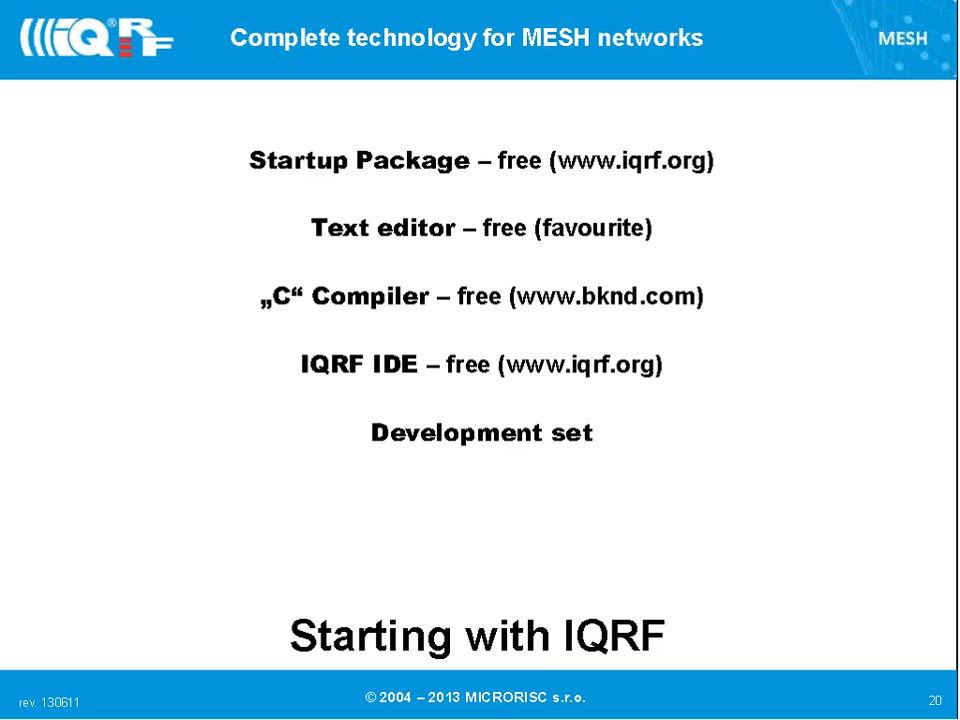 IQRF®
Complete technology for MESH networks
MESH
Startup Package – free (www.iqrf.org)
Text editor – free (favourite)
„C“ Compiler – free (www.bknd.com)
IQRF IDE – free (www.iqrf.org)
Development set
Starting with IQRF
rev. 130611
© 2004 – 2013 MICRORISC s.r.o.
20